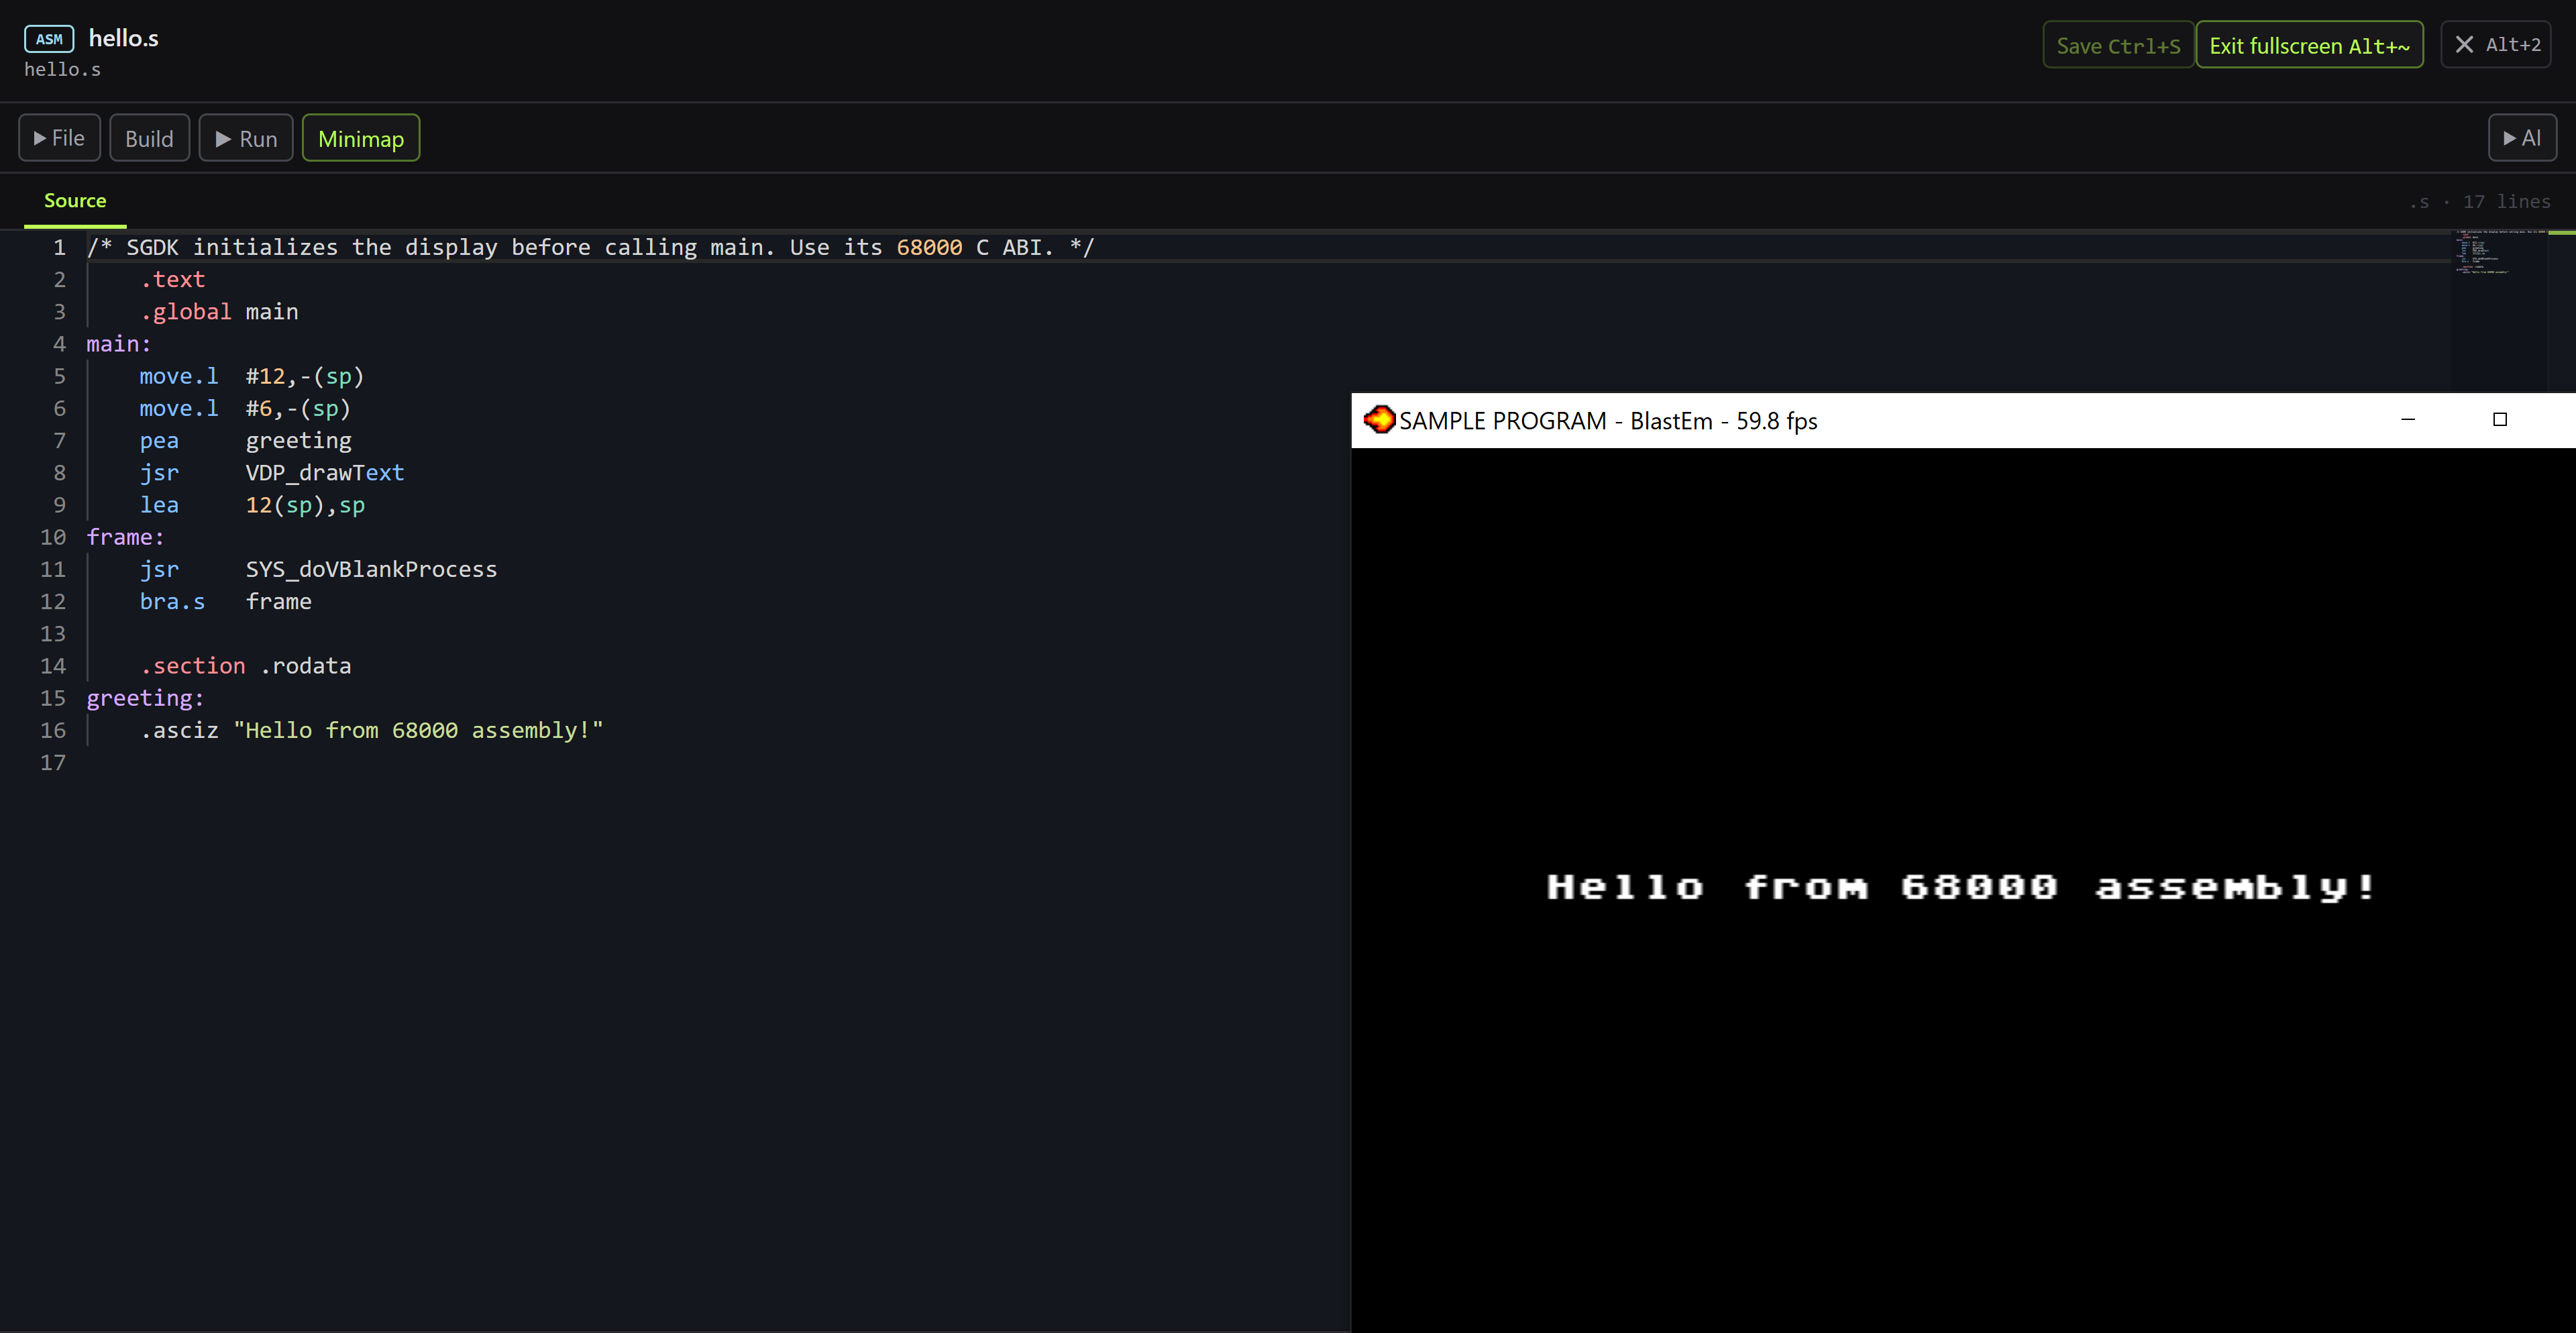 ASM hello.s
hello.s
Save Ctrl+S Exit fullscreen Alt+~ Alt+2
File Build Run Minimap AI
Source .s · 17 lines
1 /* SGDK initializes the display before calling main. Use its 68000 C ABI. */
2 .text
3 .global main
4 main:
5 move.l #12,-(sp)
6 move.l #6,-(sp)
7 pea greeting
8 jsr VDP_drawText
9 lea 12(sp),sp
10 frame:
11 jsr SYS_doVBlankProcess
12 bra.s frame
13
14 .section .rodata
15 greeting:
16 .asciz "Hello from 68000 assembly!"
17
SAMPLE PROGRAM - BlastEm - 59.8 fps
Hello from 68000 assembly!